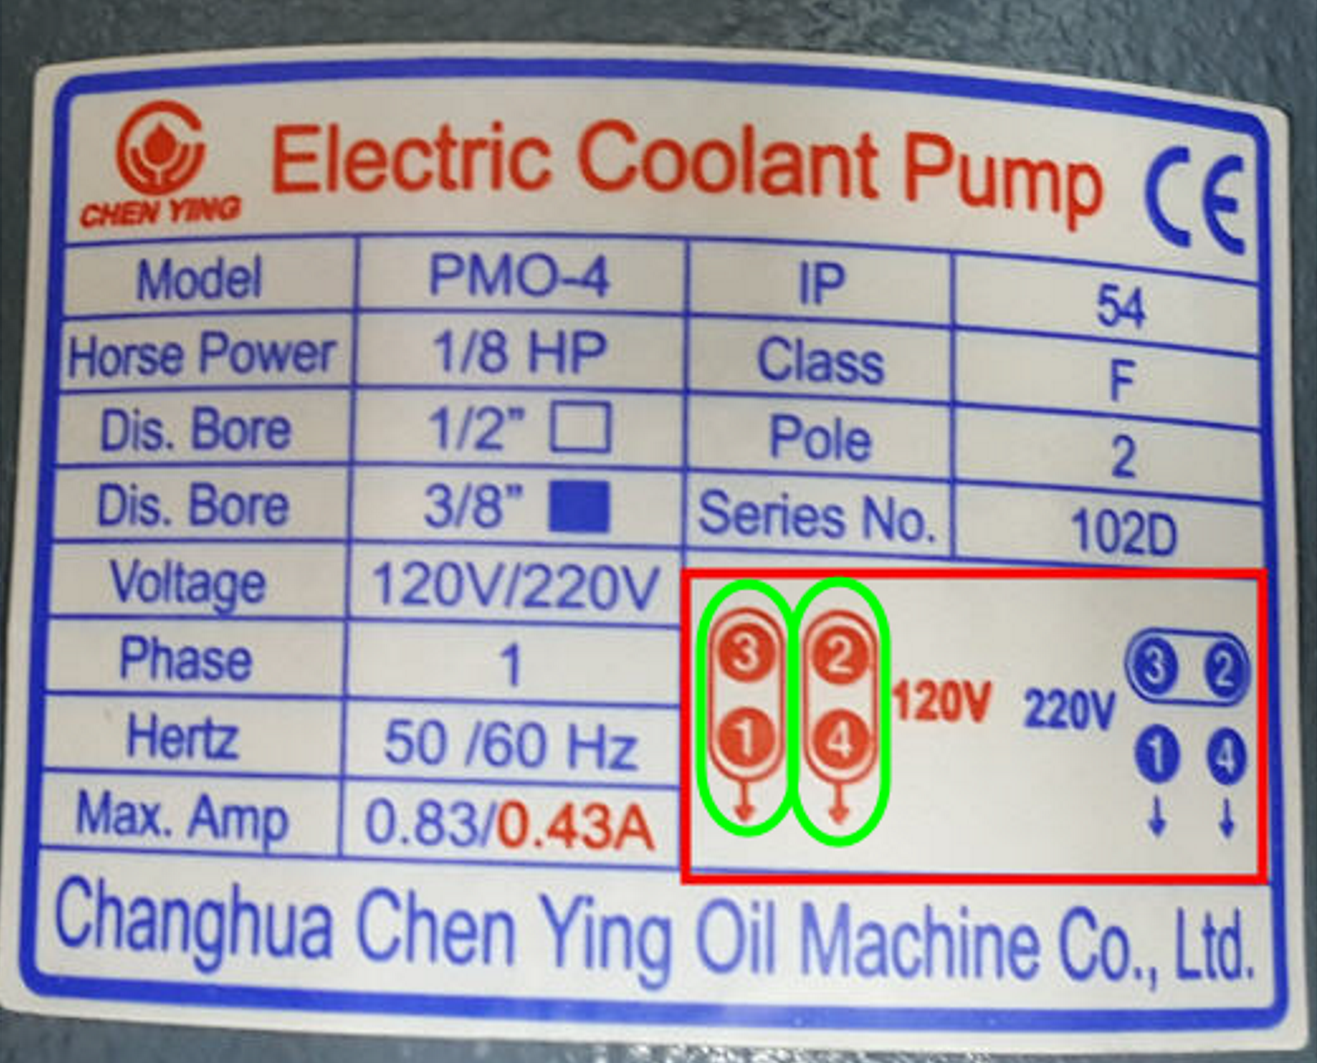 CHEN YING
Electric Coolant Pump
CE
Model PMO-4 IP 54
Horse Power 1/8 HP Class F
Dis. Bore 1/2” Pole 2
Dis. Bore 3/8” Series No. 102D
Voltage 120V/220V
Phase 1
Hertz 50 /60 Hz
Max. Amp 0.83/0.43A
3 2 120V 220V 3 2
1 4 1 4
Changhua Chen Ying Oil Machine Co., Ltd.